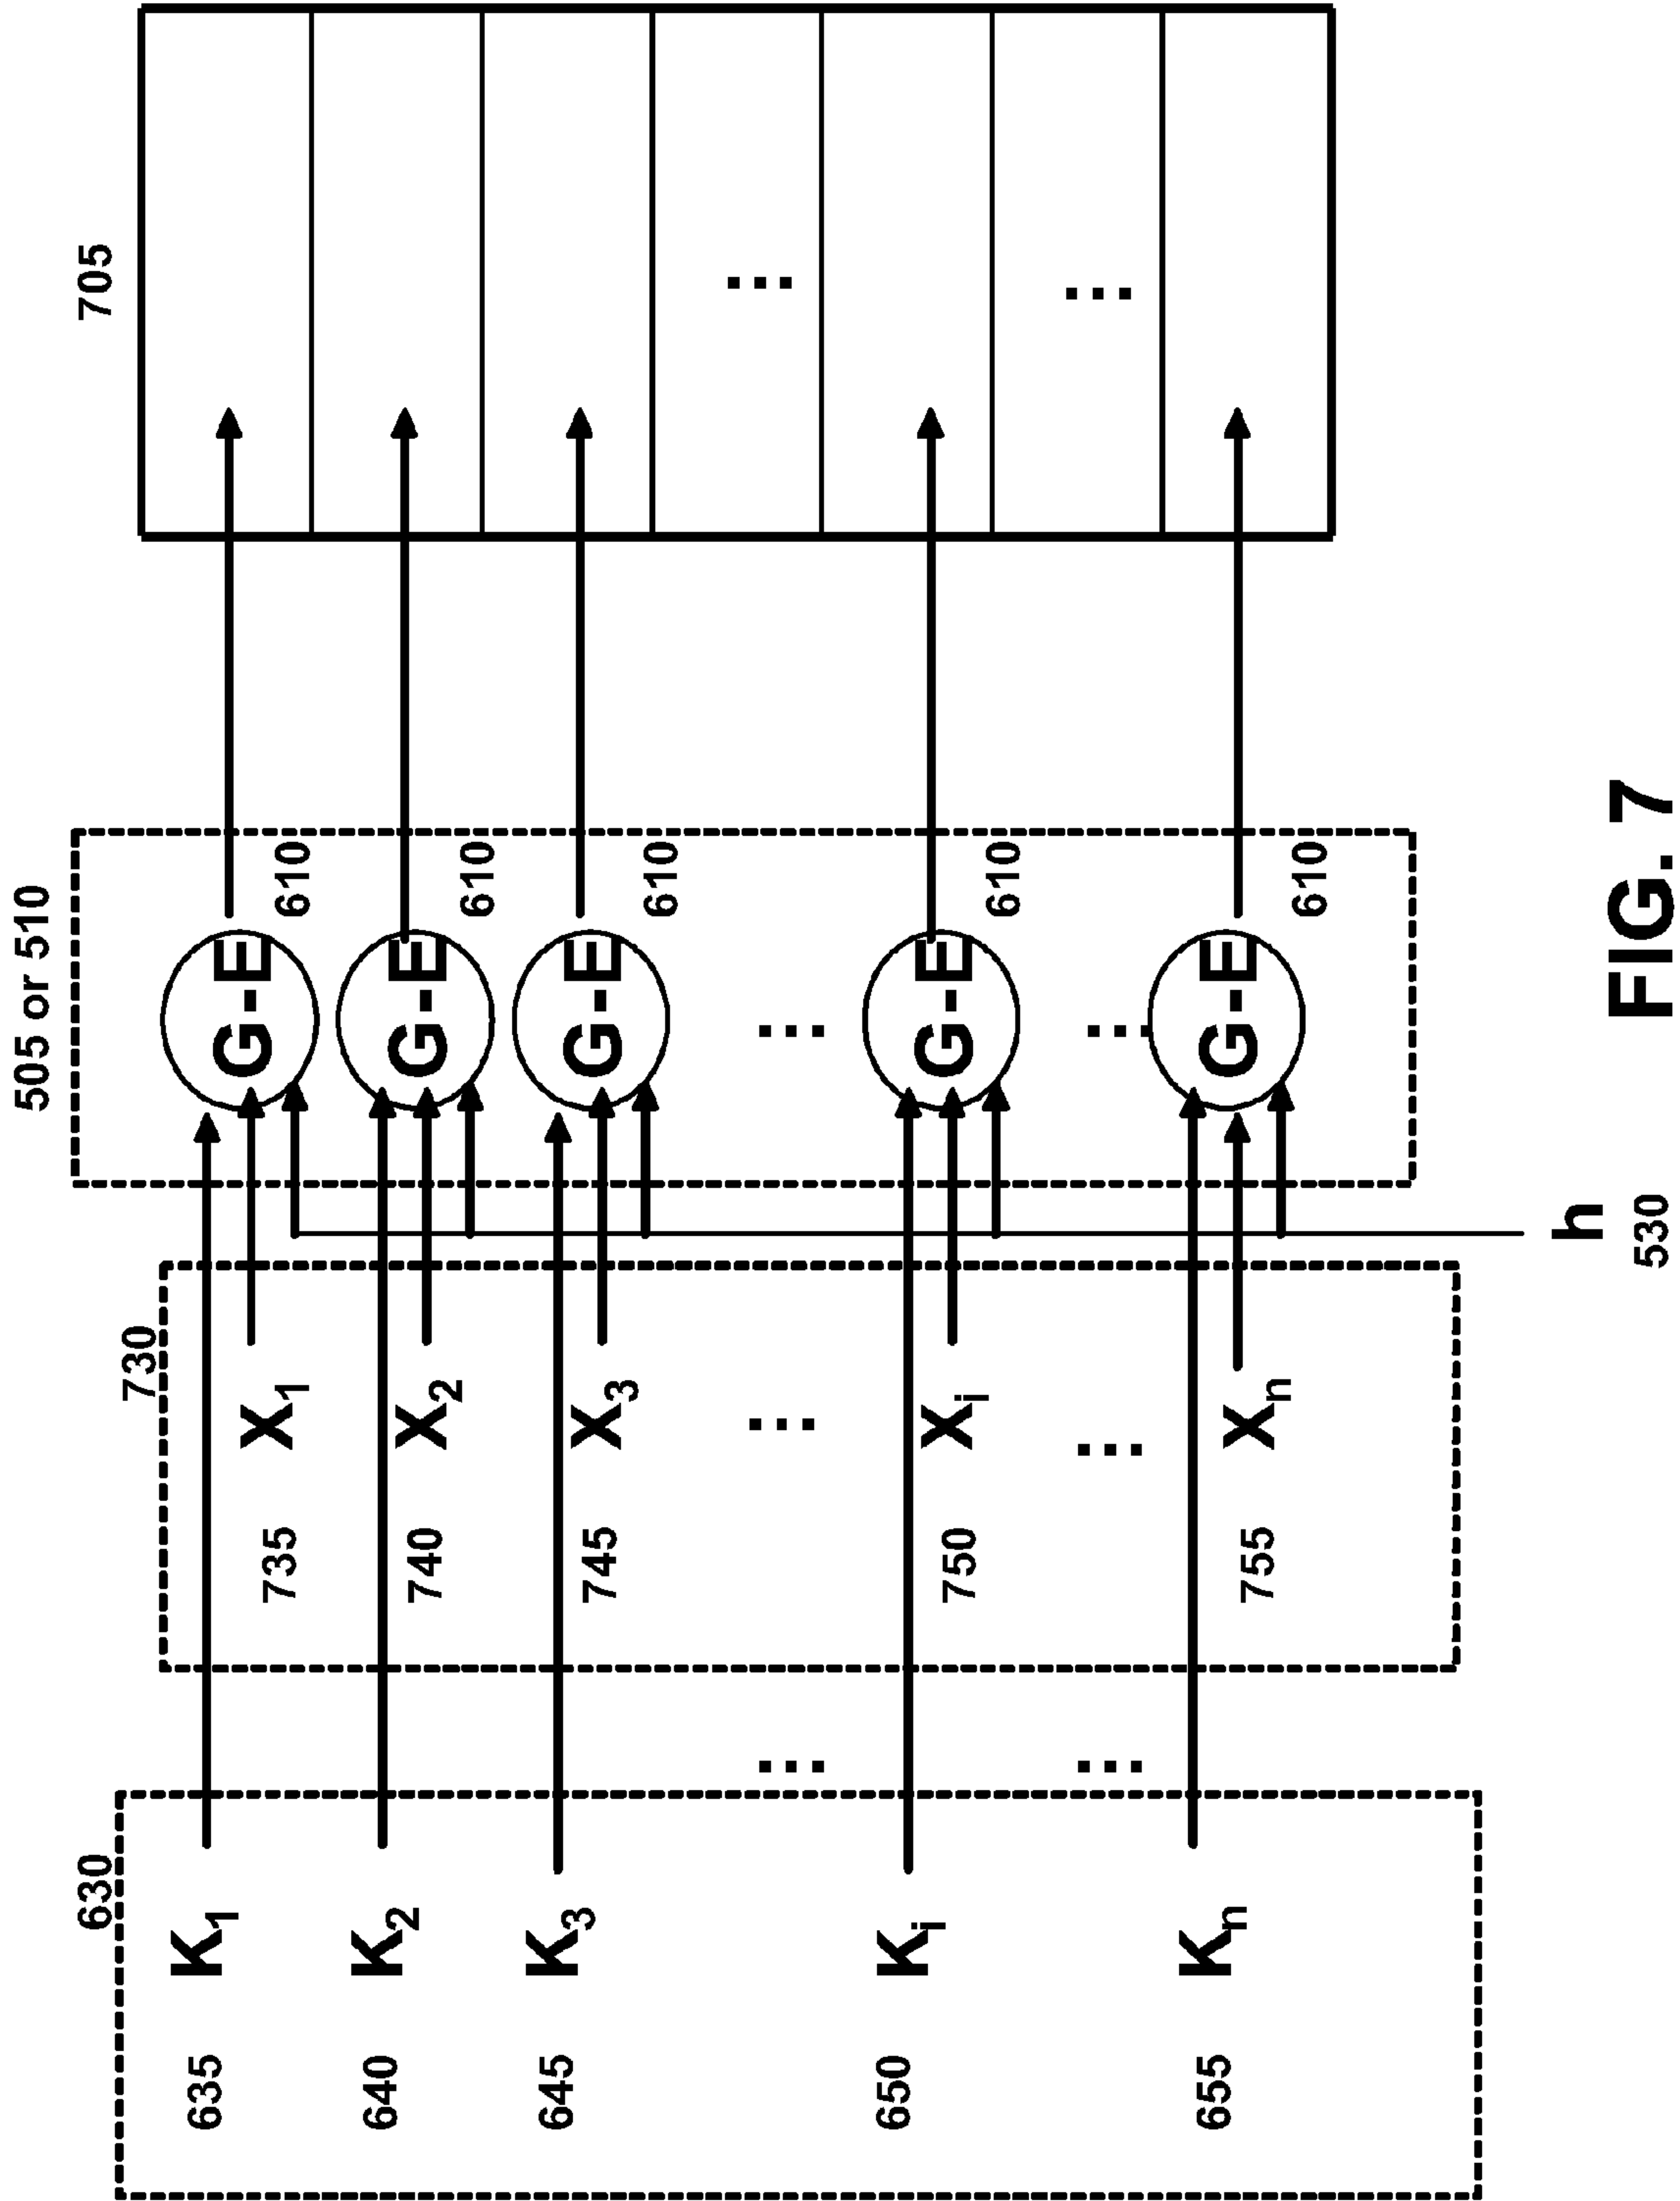 630
730
505 or 510
705
635 K1
X1
735
G-E
610
640 K2
X2
740
G-E
610
645 K3
X3
745
G-E
610
...
...
...
...
650 Ki
Xi
750
G-E
610
...
...
...
...
655 Kn
Xn
755
G-E
610
h
530
FIG. 7